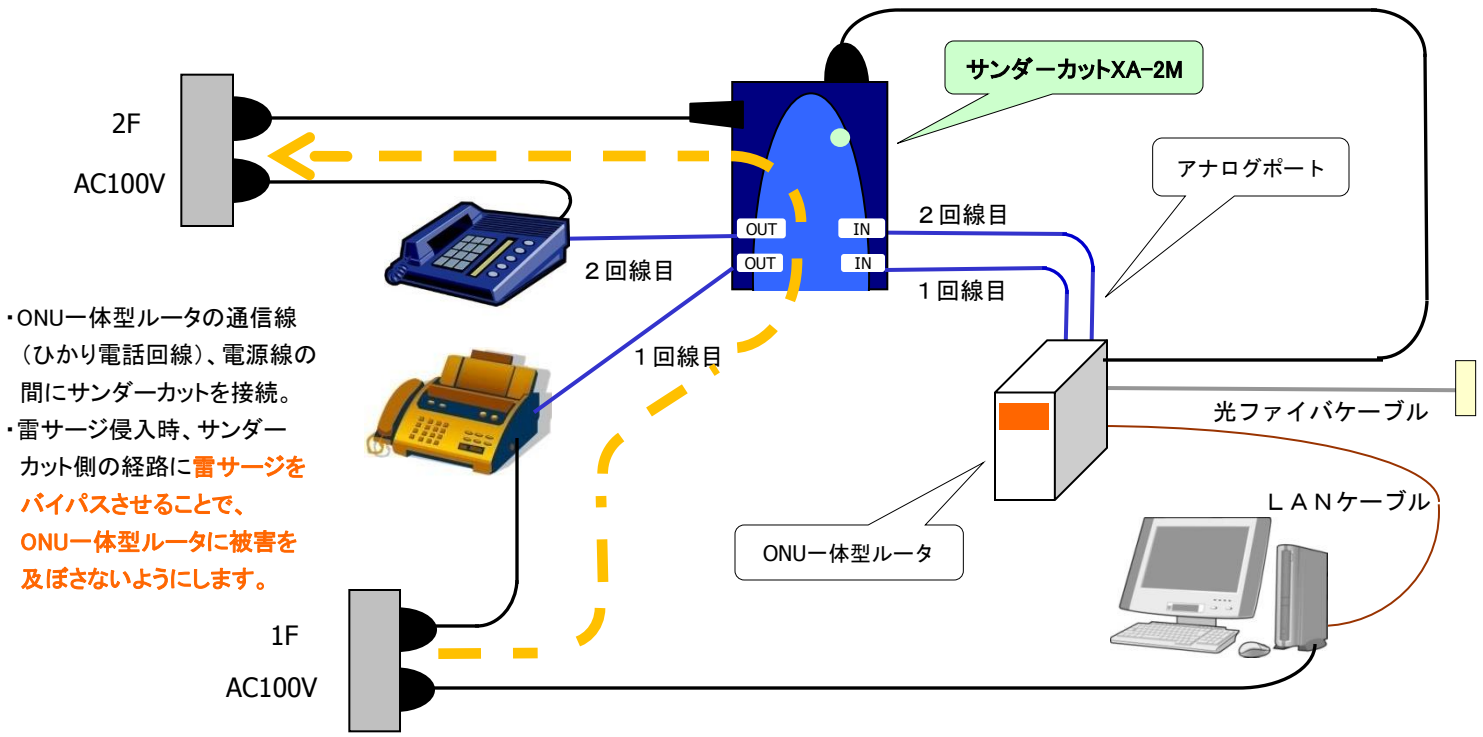 サンダーカットXA-2M
2F
AC100V
アナログポート
OUT
IN
2回線目
OUT
IN
2回線目
1回線目
1回線目
・ONU一体型ルータの通信線
（ひかり電話回線）、電源線の
間にサンダーカットを接続。
・雷サージ侵入時、サンダー
カット側の経路に雷サージを
バイパスさせることで、
ONU一体型ルータに被害を
及ぼさないようにします。
光ファイバケーブル
LANケーブル
ONU一体型ルータ
1F
AC100V